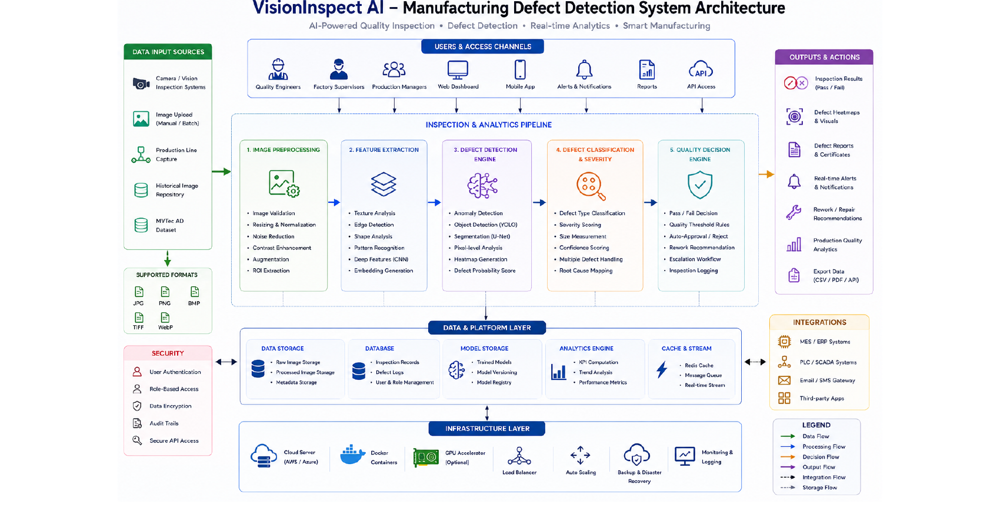 VisionInspect AI – Manufacturing Defect Detection System Architecture
AI-Powered Quality Inspection • Defect Detection • Real-time Analytics • Smart Manufacturing
DATA INPUT SOURCES
Camera / Vision
Inspection Systems
Image Upload
(Manual / Batch)
Production Line
Capture
Historical Image
Repository
MVTec AD
Dataset
SUPPORTED FORMATS
JPG
PNG
BMP
TIFF
WebP
SECURITY
User Authentication
Role-Based Access
Data Encryption
Audit Trails
Secure API Access
USERS & ACCESS CHANNELS
Quality Engineers
Factory Supervisors
Production Managers
Web Dashboard
Mobile App
Alerts & Notifications
Reports
API
API Access
INSPECTION & ANALYTICS PIPELINE
1. IMAGE PREPROCESSING
• Image Validation
• Resizing & Normalization
• Noise Reduction
• Contrast Enhancement
• Augmentation
• ROI Extraction
2. FEATURE EXTRACTION
• Texture Analysis
• Edge Detection
• Shape Analysis
• Pattern Recognition
• Deep Features (CNN)
• Embedding Generation
3. DEFECT DETECTION
ENGINE
• Anomaly Detection
• Object Detection (YOLO)
• Segmentation (U-Net)
• Pixel-level Analysis
• Heatmap Generation
• Defect Probability Score
4. DEFECT CLASSIFICATION
& SEVERITY
• Defect Type Classification
• Severity Scoring
• Size Measurement
• Confidence Scoring
• Multiple Defect Handling
• Root Cause Mapping
5. QUALITY DECISION
ENGINE
• Pass / Fail Decision
• Quality Threshold Rules
• Auto-Approval / Reject
• Rework Recommendation
• Escalation Workflow
• Inspection Logging
DATA & PLATFORM LAYER
DATA STORAGE
• Raw Image Storage
• Processed Image Storage
• Metadata Storage
DATABASE
• Inspection Records
• Defect Logs
• User & Role Management
MODEL STORAGE
• Trained Models
• Model Versioning
• Model Registry
ANALYTICS ENGINE
• KPI Computation
• Trend Analysis
• Performance Metrics
CACHE & STREAM
• Redis Cache
• Message Queue
• Real-time Stream
INFRASTRUCTURE LAYER
Cloud Server
(AWS / Azure)
Docker
Containers
GPU Accelerator
(Optional)
Load Balancer
Auto Scaling
Backup & Disaster
Recovery
Monitoring &
Logging
OUTPUTS & ACTIONS
Inspection Results
(Pass / Fail)
Defect Heatmaps
& Visuals
Defect Reports
& Certificates
Real-time Alerts
& Notifications
Rework / Repair
Recommendations
Production Quality
Analytics
Export Data
(CSV / PDF / API)
INTEGRATIONS
MES / ERP Systems
PLC / SCADA Systems
Email / SMS Gateway
Third-party Apps
LEGEND
Data Flow
Processing Flow
Decision Flow
Output Flow
Integration Flow
Storage Flow